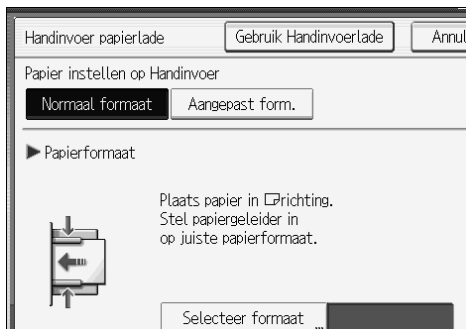 Handinvoer papierlade
Gebruik Handinvoerlade
Annul
Papier instellen op Handinvoer
Normaal formaat
Aangepast form.
Papierformaat
Plaats papier in richting.
Stel papiergeleider in
op juiste papierformaat.
Selecteer formaat